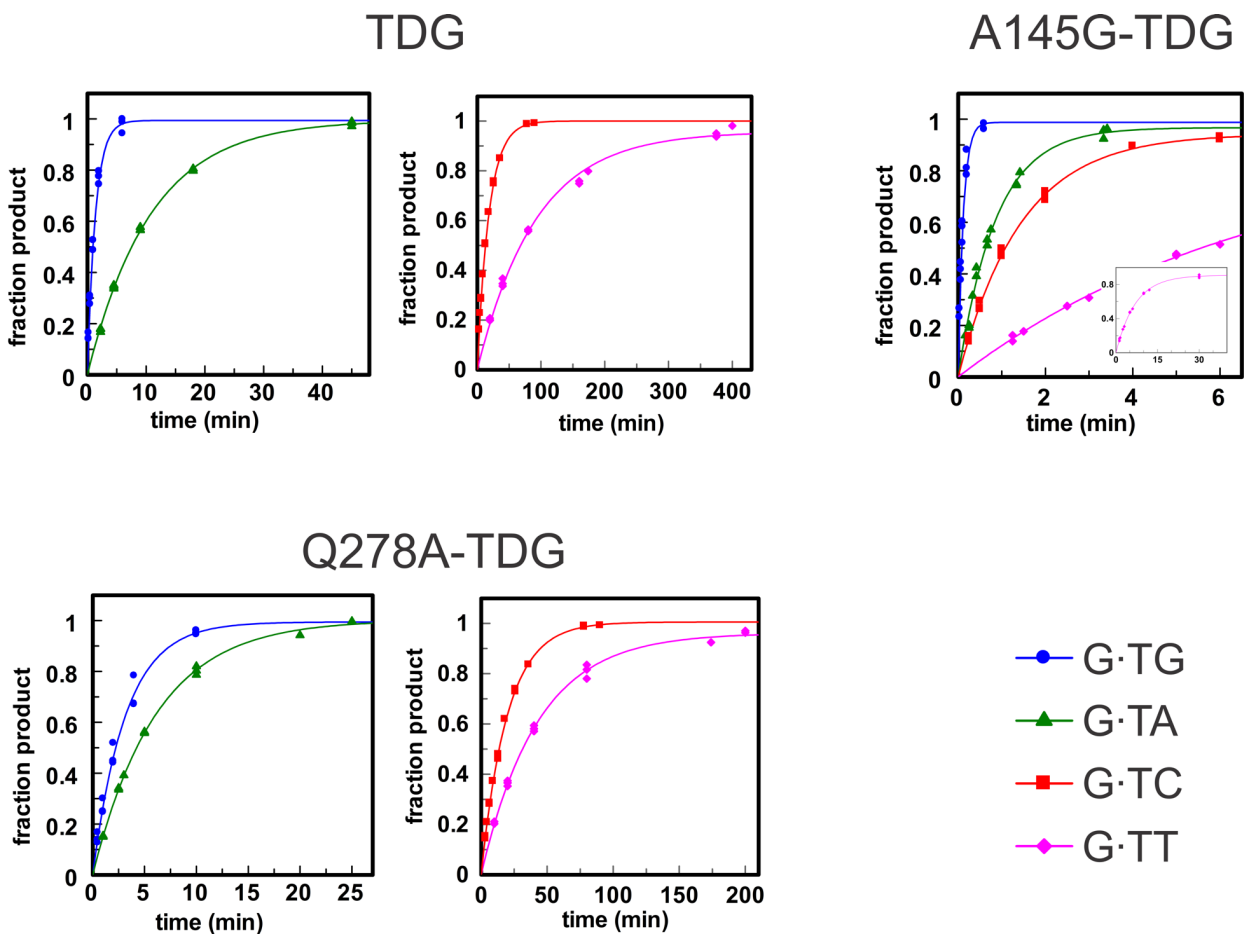 TDG
A145G-TDG
fraction product
1
0.8
0.6
0.4
0.2
0
0 10 20 30 40
time (min)
fraction product
1
0.8
0.6
0.4
0.2
0
0 100 200 300 400
time (min)
fraction product
1
0.8
0.6
0.4
0.2
0
0 2 4 6
time (min)
0.8
0.4
0
0 15 30
Q278A-TDG
fraction product
1
0.8
0.6
0.4
0.2
0
0 5 10 15 20 25
time (min)
fraction product
1
0.8
0.6
0.4
0.2
0
0 50 100 150 200
time (min)
G·TG
G·TA
G·TC
G·TT